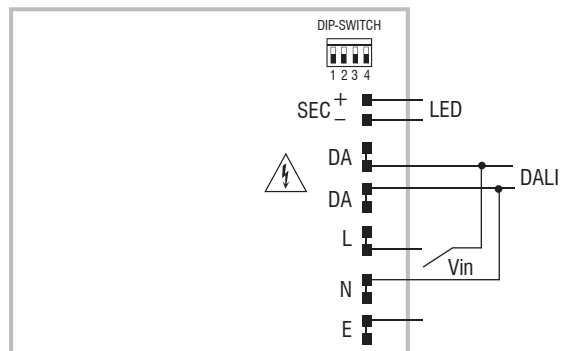 DIP-SWITCH
1 2 3 4
SEC + −
LED
DA
DA
DALI
L
Vin
N
E